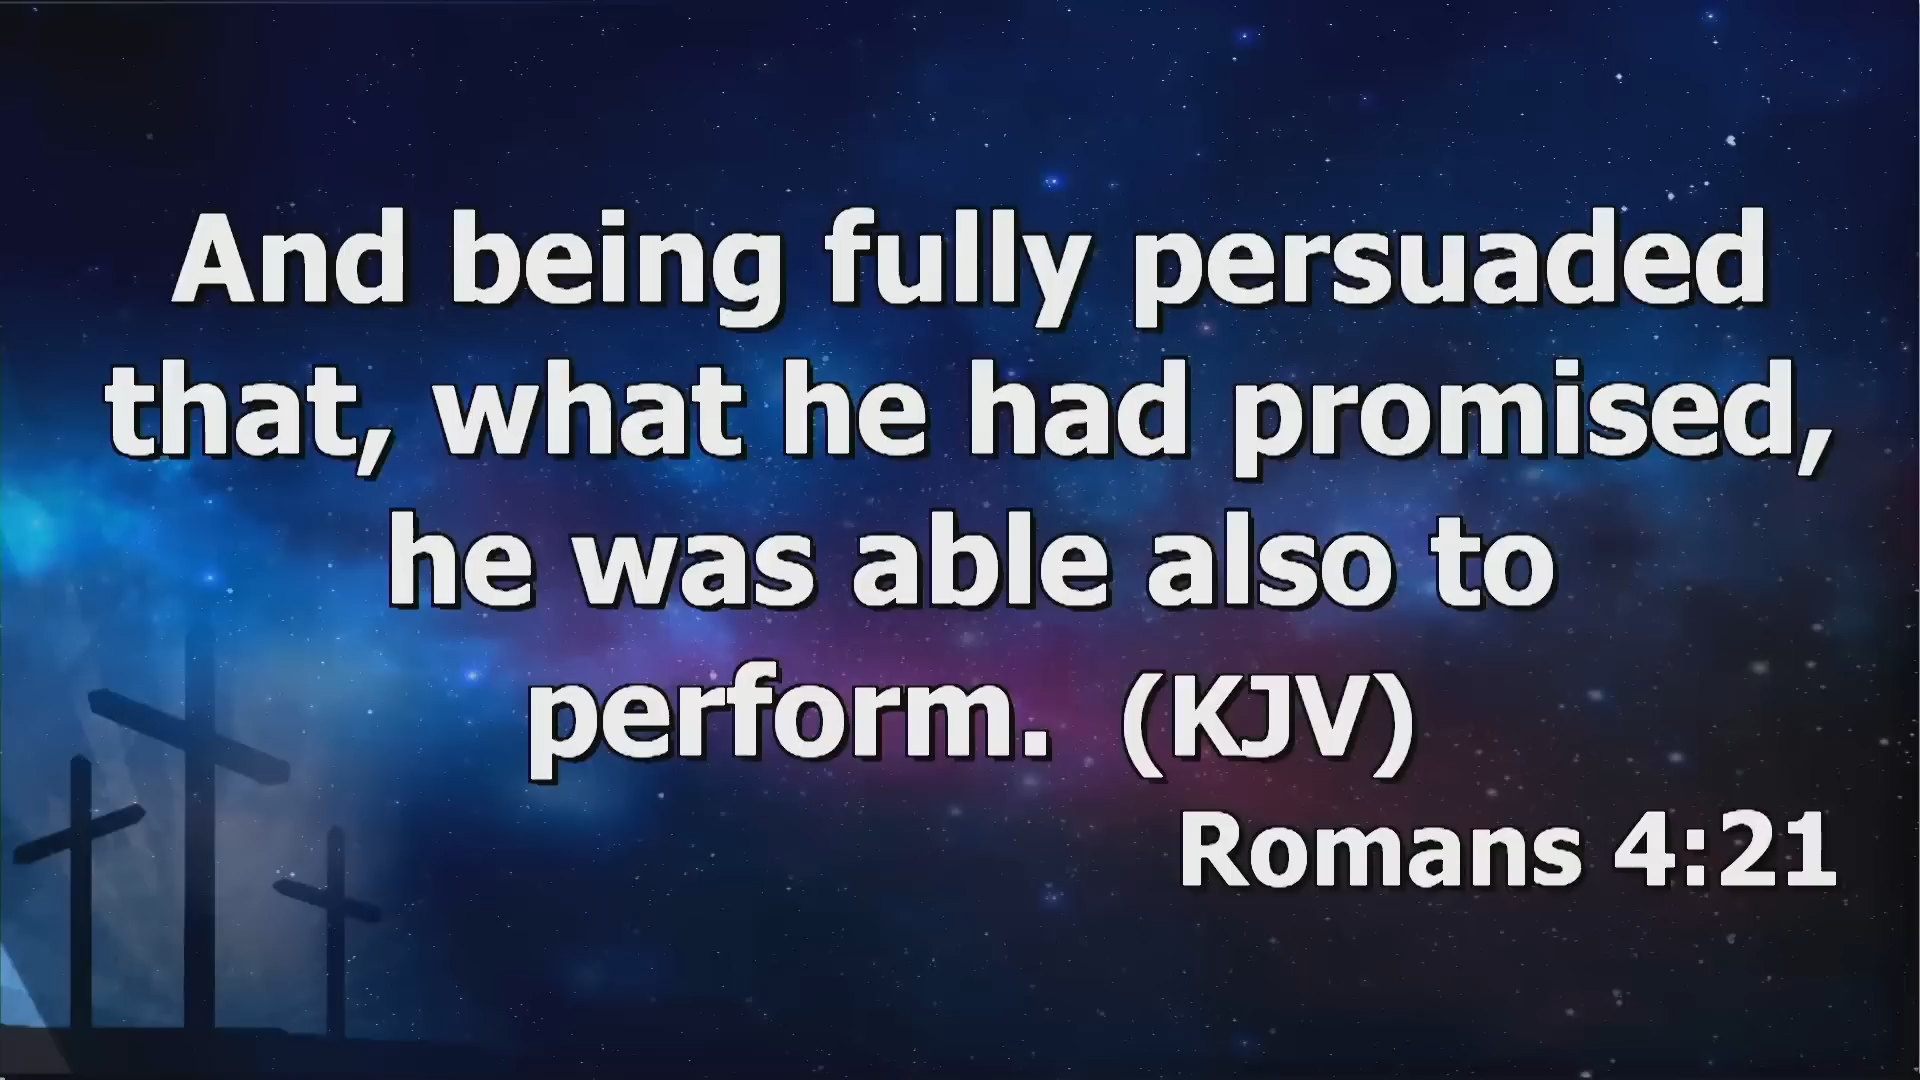 And being fully persuaded
that, what he had promised,
he was able also to
perform.  (KJV)
Romans 4:21